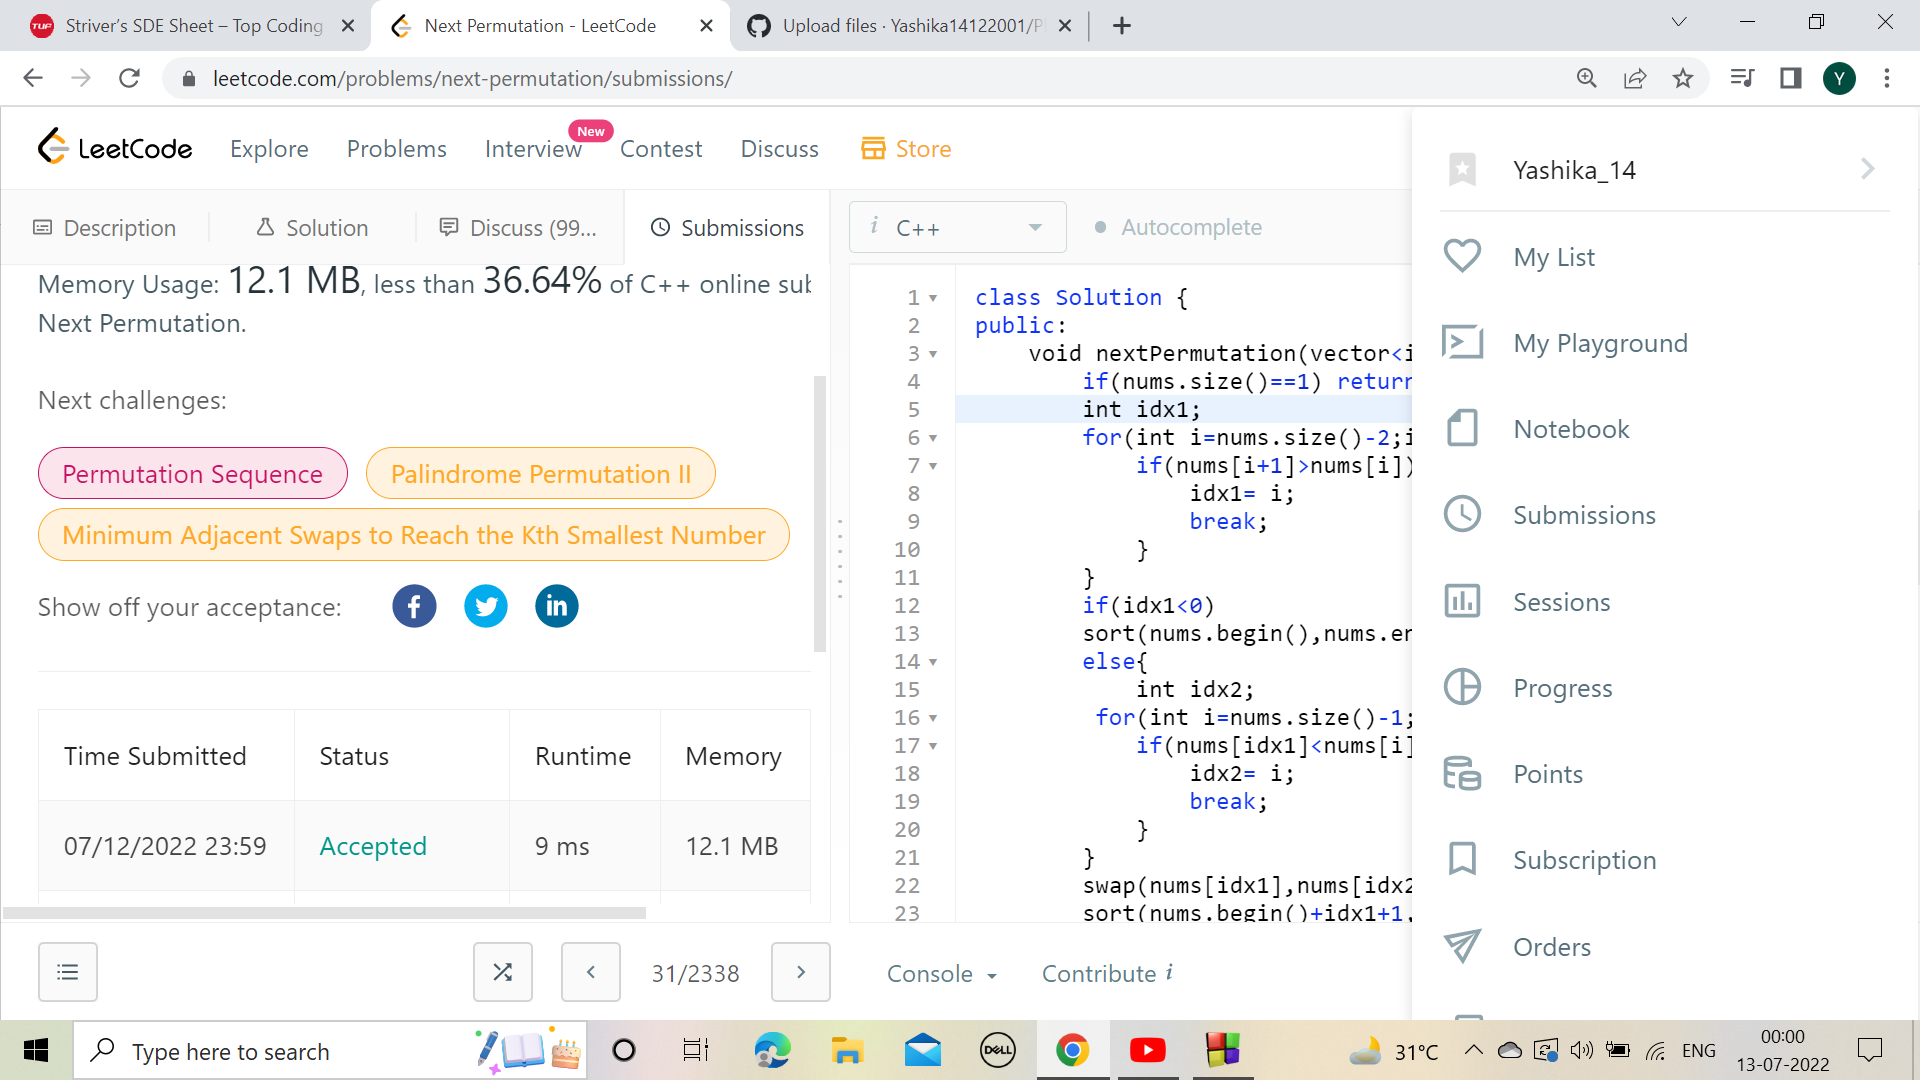 Striver's SDE Sheet – Top Coding
Next Permutation - LeetCode
Upload files · Yashika14122001/P
leetcode.com/problems/next-permutation/submissions/
Y
LeetCode
Explore
Problems
Interview
New
Contest
Discuss
Store
Description
Solution
Discuss (99...
Submissions
Memory Usage: 12.1 MB, less than 36.64% of C++ online sub
Next Permutation.
Next challenges:
Permutation Sequence
Palindrome Permutation II
Minimum Adjacent Swaps to Reach the Kth Smallest Number
Show off your acceptance:
Time Submitted Status Runtime Memory
07/12/2022 23:59 Accepted 9 ms 12.1 MB
31/2338
i C++
Autocomplete
1 class Solution {
2 public:
3 void nextPermutation(vector<i
4 if(nums.size()==1) return
5 int idx1;
6 for(int i=nums.size()-2;i
7 if(nums[i+1]>nums[i])
8 idx1= i;
9 break;
10 }
11 }
12 if(idx1<0)
13 sort(nums.begin(),nums.en
14 else{
15 int idx2;
16 for(int i=nums.size()-1;
17 if(nums[idx1]<nums[i]
18 idx2= i;
19 break;
20 }
21 }
22 swap(nums[idx1],nums[idx2
23 sort(nums.begin()+idx1+1,
Console
Contribute i
Yashika_14
My List
My Playground
Notebook
Submissions
Sessions
Progress
Points
Subscription
Orders
Type here to search
DELL
31°C
ENG
00:00
13-07-2022